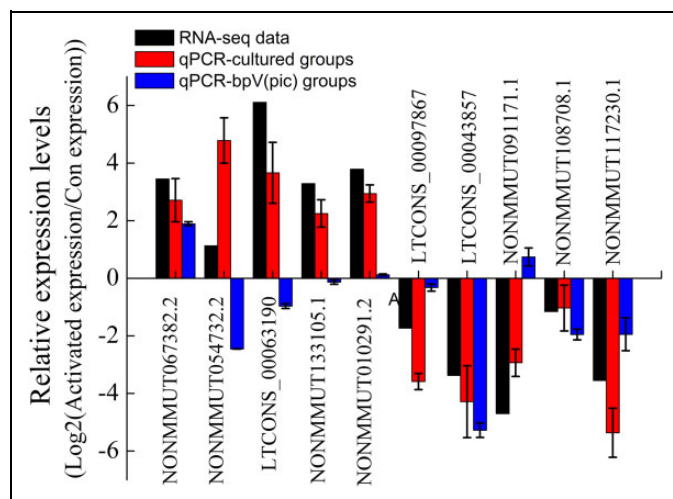 RNA-seq data
qPCR-cultured groups
qPCR-bpV(pic) groups
Relative expression levels
(Log2(Activated expression/Con expression))
6
4
2
0
-2
-4
-6
NONMMUT067382.2
NONMMUT054732.2
LTCONS_00063190
NONMMUT133105.1
NONMMUT010291.2
A
LTCONS_00097867
LTCONS_00043857
NONMMUT091171.1
NONMMUT108708.1
NONMMUT117230.1